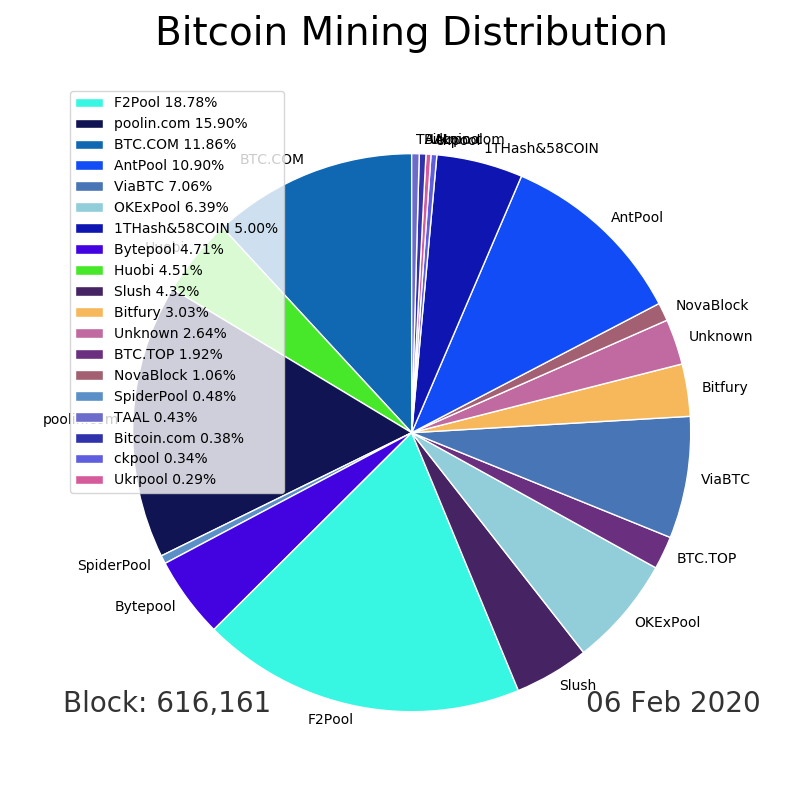 Bitcoin Mining Distribution
F2Pool 18.78%
poolin.com 15.90%
BTC.COM 11.86%
AntPool 10.90%
ViaBTC 7.06%
OKExPool 6.39%
1THash&58COIN 5.00%
Bytepool 4.71%
Huobi 4.51%
Slush 4.32%
Bitfury 3.03%
Unknown 2.64%
BTC.TOP 1.92%
NovaBlock 1.06%
SpiderPool 0.48%
TAAL 0.43%
Bitcoin.com 0.38%
ckpool 0.34%
Ukrpool 0.29%
BTC.COM
1THash&58COIN
AntPool
NovaBlock
Unknown
Bitfury
ViaBTC
BTC.TOP
OKExPool
Slush
F2Pool
Bytepool
SpiderPool
Block: 616,161
06 Feb 2020